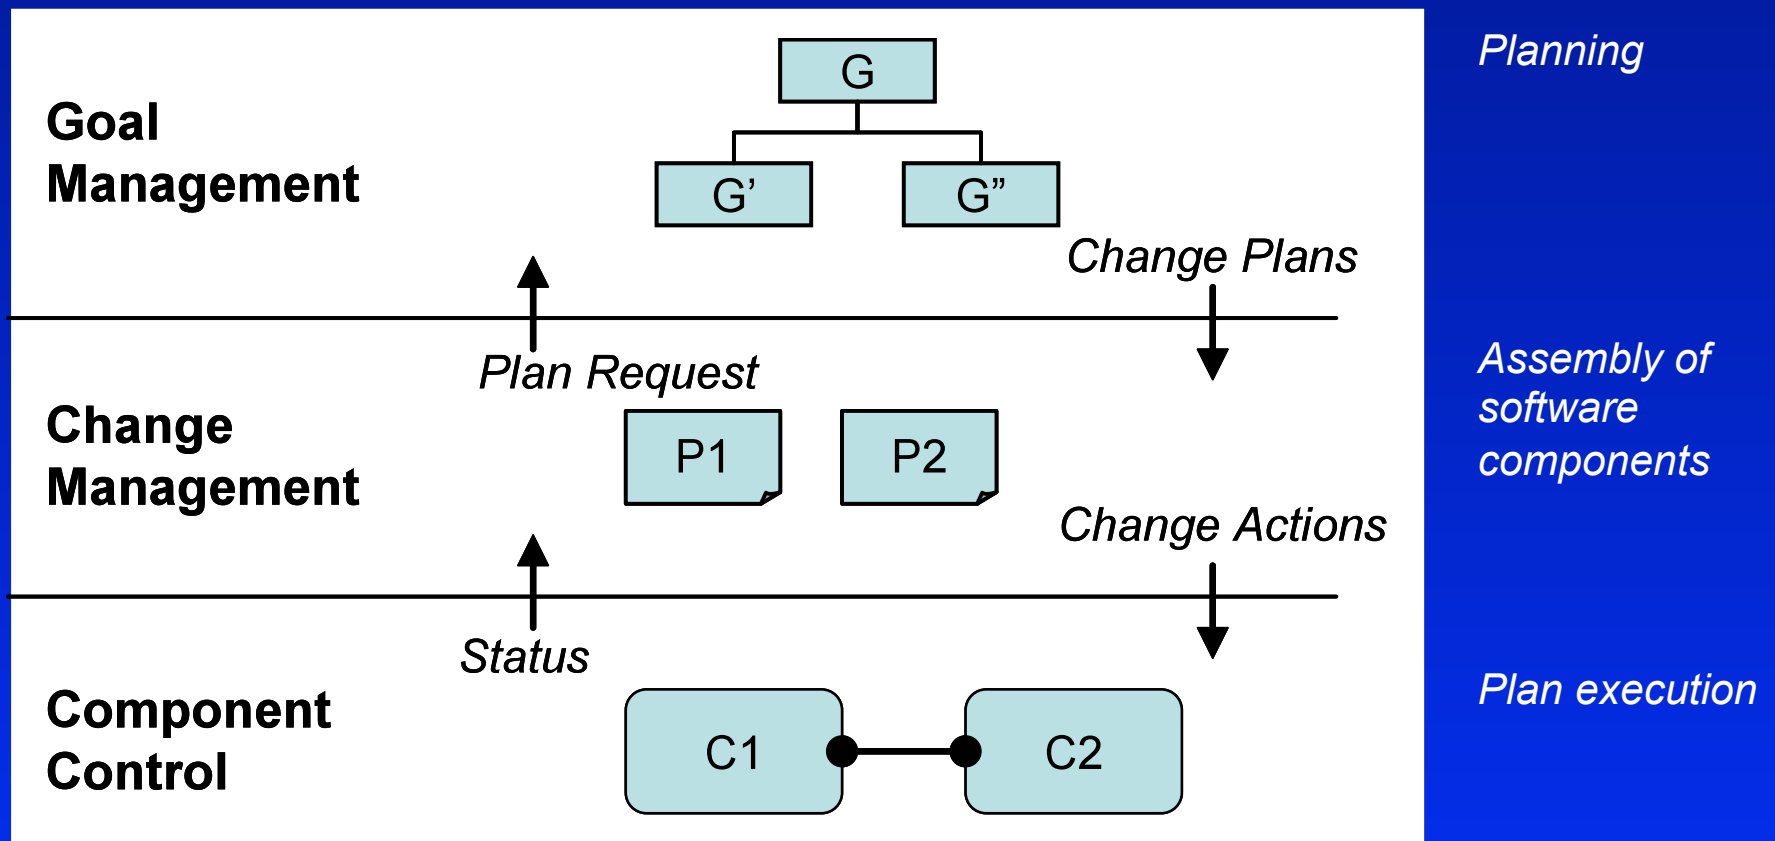 G
Planning
Goal
Management
G’
G”
Change Plans
Plan Request
Assembly of
software
components
Change
Management
P1
P2
Change Actions
Status
Component
Control
C1
C2
Plan execution